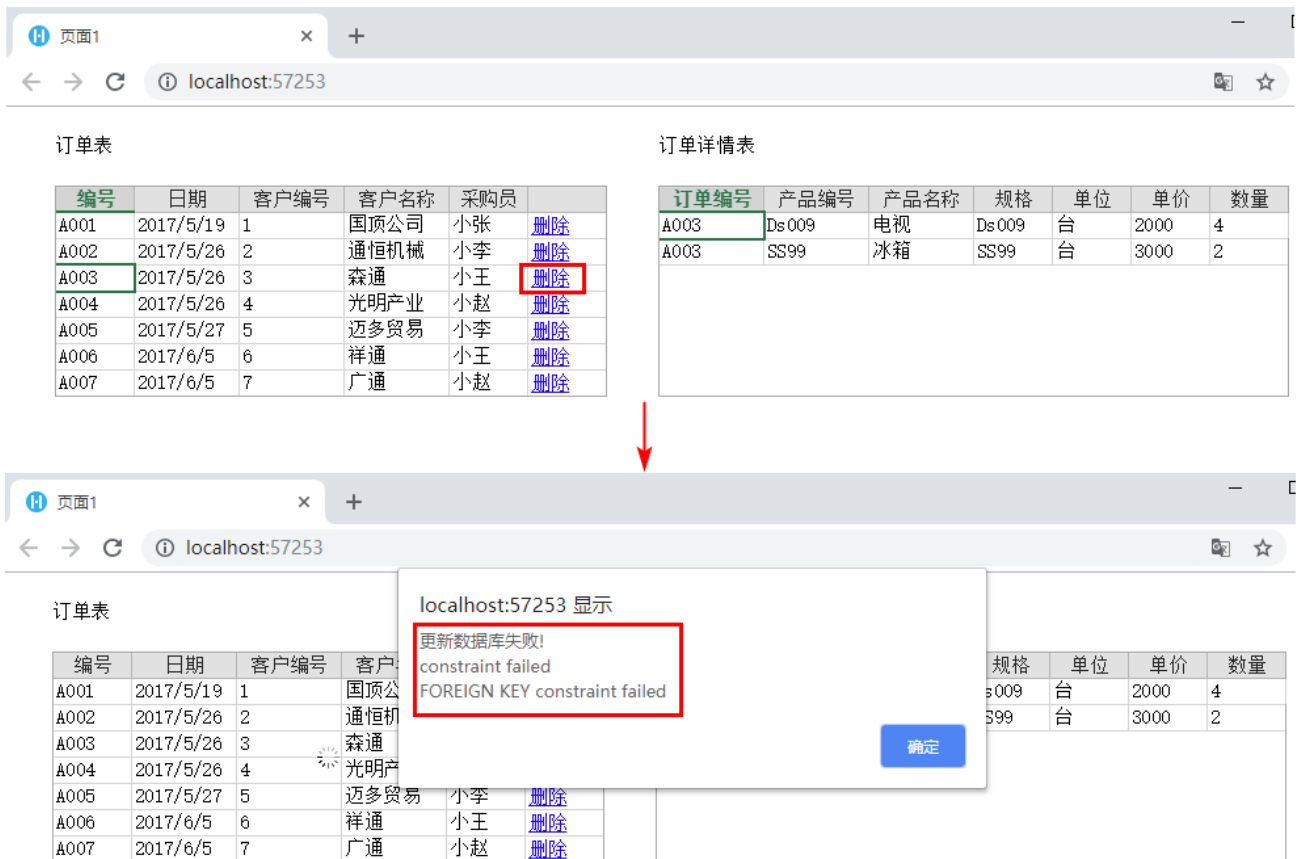 页面1
localhost:57253
订单表 订单详情表
编号 日期 客户编号 客户名称 采购员 订单编号 产品编号 产品名称 规格 单位 单价 数量
A001 2017/5/19 1 国顶公司 小张 删除 A003 Ds009 电视 Ds009 台 2000 4
A002 2017/5/26 2 通恒机械 小李 删除 A003 SS99 冰箱 SS99 台 3000 2
A003 2017/5/26 3 森通 小王 删除
A004 2017/5/26 4 光明产业 小赵 删除
A005 2017/5/27 5 迈多贸易 小李 删除
A006 2017/6/5 6 祥通 小王 删除
A007 2017/6/5 7 广通 小赵 删除
页面1
localhost:57253
订单表
localhost:57253 显示
更新数据库失败!
constraint failed
FOREIGN KEY constraint failed
确定
编号 日期 客户编号 客户 规格 单位 单价 数量
A001 2017/5/19 1 国顶公 s009 台 2000 4
A002 2017/5/26 2 通恒机 S99 台 3000 2
A003 2017/5/26 3 森通
A004 2017/5/26 4 光明产
A005 2017/5/27 5 迈多贸易 小李 删除
A006 2017/6/5 6 祥通 小王 删除
A007 2017/6/5 7 广通 小赵 删除